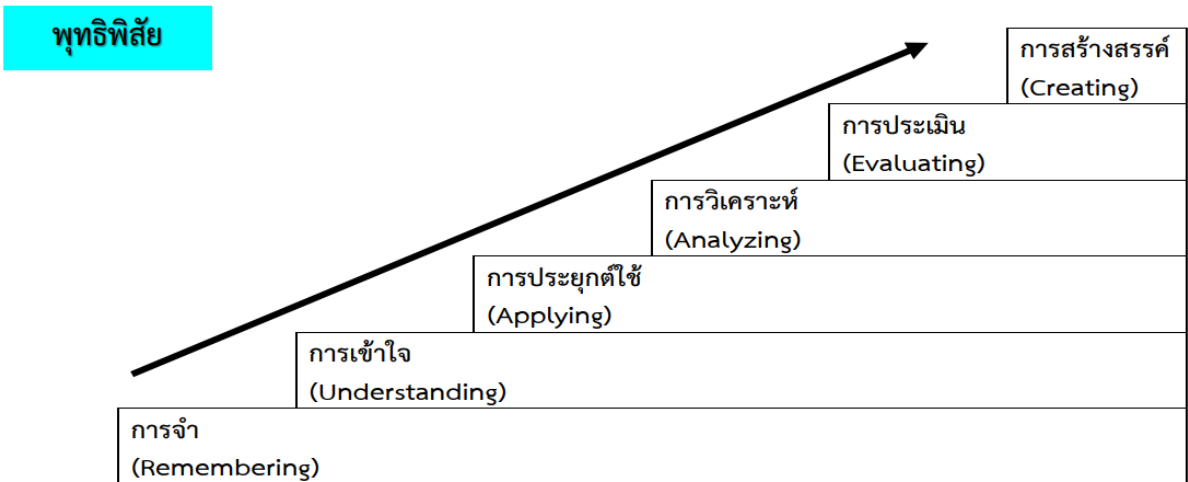 พุทธิพิสัย
การสร้างสรรค์
(Creating)
การประเมิน
(Evaluating)
การวิเคราะห์
(Analyzing)
การประยุกต์ใช้
(Applying)
การเข้าใจ
(Understanding)
การจำ
(Remembering)